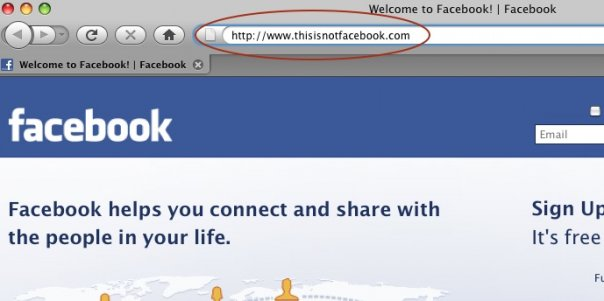 Welcome to Facebook! | Facebook
http://www.thisisnotfacebook.com
Welcome to Facebook! | Facebook
facebook
Email
Facebook helps you connect and share with
the people in your life.
Sign Up
It's free